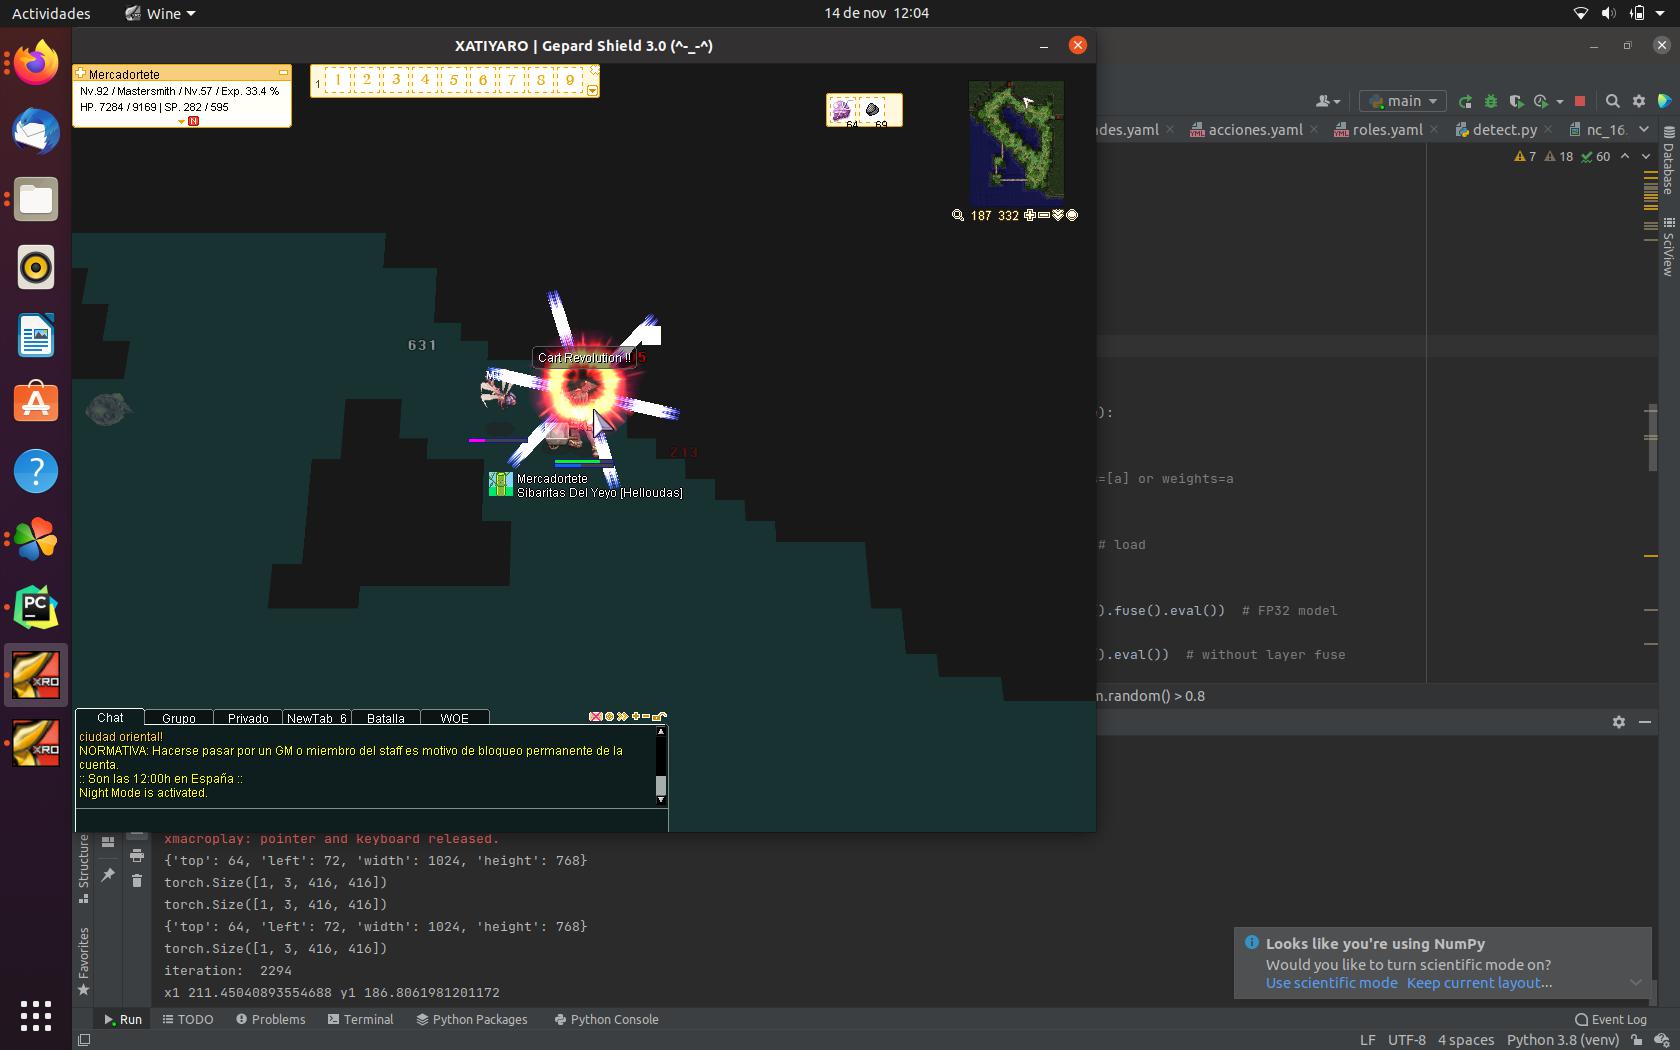 Actividades
Wine
14 de nov 12:04
XATIYARO | Gepard Shield 3.0 (^-_-^)
Mercadortete
Nv.92 / Mastersmith / Nv.57 / Exp. 33.4 %
HP. 7284 / 9169 | SP. 282 / 595
N
1 1 2 3 4 5 6 7 8 9
64 69
187 332
main
des.yaml
acciones.yaml
roles.yaml
detect.py
nc_16.
7 18 60
Database
SciView
631
Cart Revolution !!
5
213
Mercadortete
Sibaritas Del Yeyo [Helloudas]
):
=[a] or weights=a
# load
).fuse().eval()) # FP32 model
).eval()) # without layer fuse
m.random() > 0.8
PC
XRO
XRO
Chat
Grupo
Privado
NewTab_6
Batalla
WOE
ciudad oriental!
NORMATIVA: Hacerse pasar por un GM o miembro del staff es motivo de bloqueo permanente de la
cuenta.
:: Son las 12:00h en España ::
Night Mode is activated.
Structure
Favorites
xmacroplay: pointer and keyboard released.
{'top': 64, 'left': 72, 'width': 1024, 'height': 768}
torch.Size([1, 3, 416, 416])
torch.Size([1, 3, 416, 416])
{'top': 64, 'left': 72, 'width': 1024, 'height': 768}
torch.Size([1, 3, 416, 416])
iteration:  2294
x1 211.45040893554688 y1 186.8061981201172
Looks like you're using NumPy
Would you like to turn scientific mode on?
Use scientific mode Keep current layout...
Run
TODO
Problems
Terminal
Python Packages
Python Console
Event Log
LF UTF-8 4 spaces Python 3.8 (venv)